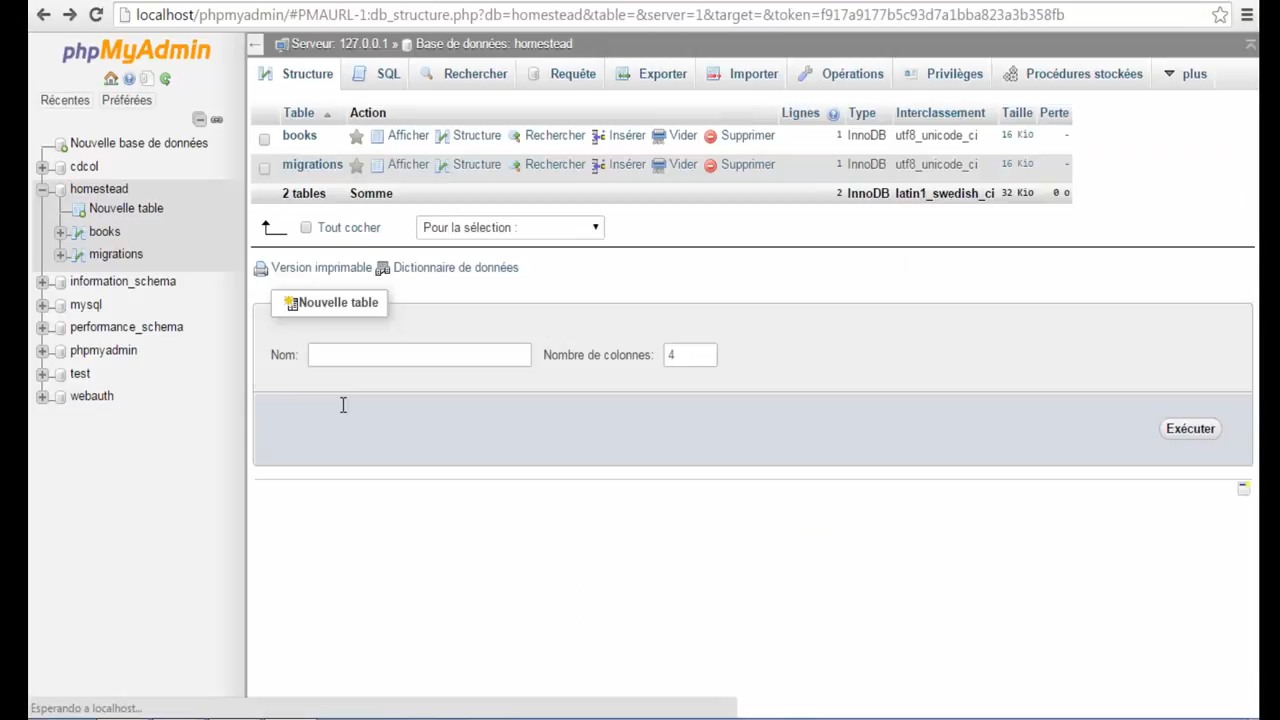 localhost/phpmyadmin/#PMAURL-1:db_structure.php?db=homestead&table=&server=1&target=&token=f917a9177b5c93d7a1bba823a3b358fb
phpMyAdmin
Récentes Préférées
Nouvelle base de données
cdcol
homestead
Nouvelle table
books
migrations
information_schema
mysql
performance_schema
phpmyadmin
test
webauth
Serveur: 127.0.0.1 » Base de données: homestead
Structure SQL Rechercher Requête Exporter Importer Opérations Privilèges Procédures stockées plus
Table Action Lignes Type Interclassement Taille Perte
books Afficher Structure Rechercher Insérer Vider Supprimer 1 InnoDB utf8_unicode_ci 16 Kio -
migrations Afficher Structure Rechercher Insérer Vider Supprimer 1 InnoDB utf8_unicode_ci 16 Kio -
2 tables Somme 2 InnoDB latin1_swedish_ci 32 Kio 0 o
Tout cocher Pour la sélection :
Version imprimable Dictionnaire de données
Nouvelle table
Nom: Nombre de colonnes: 4
Exécuter
Esperando a localhost...